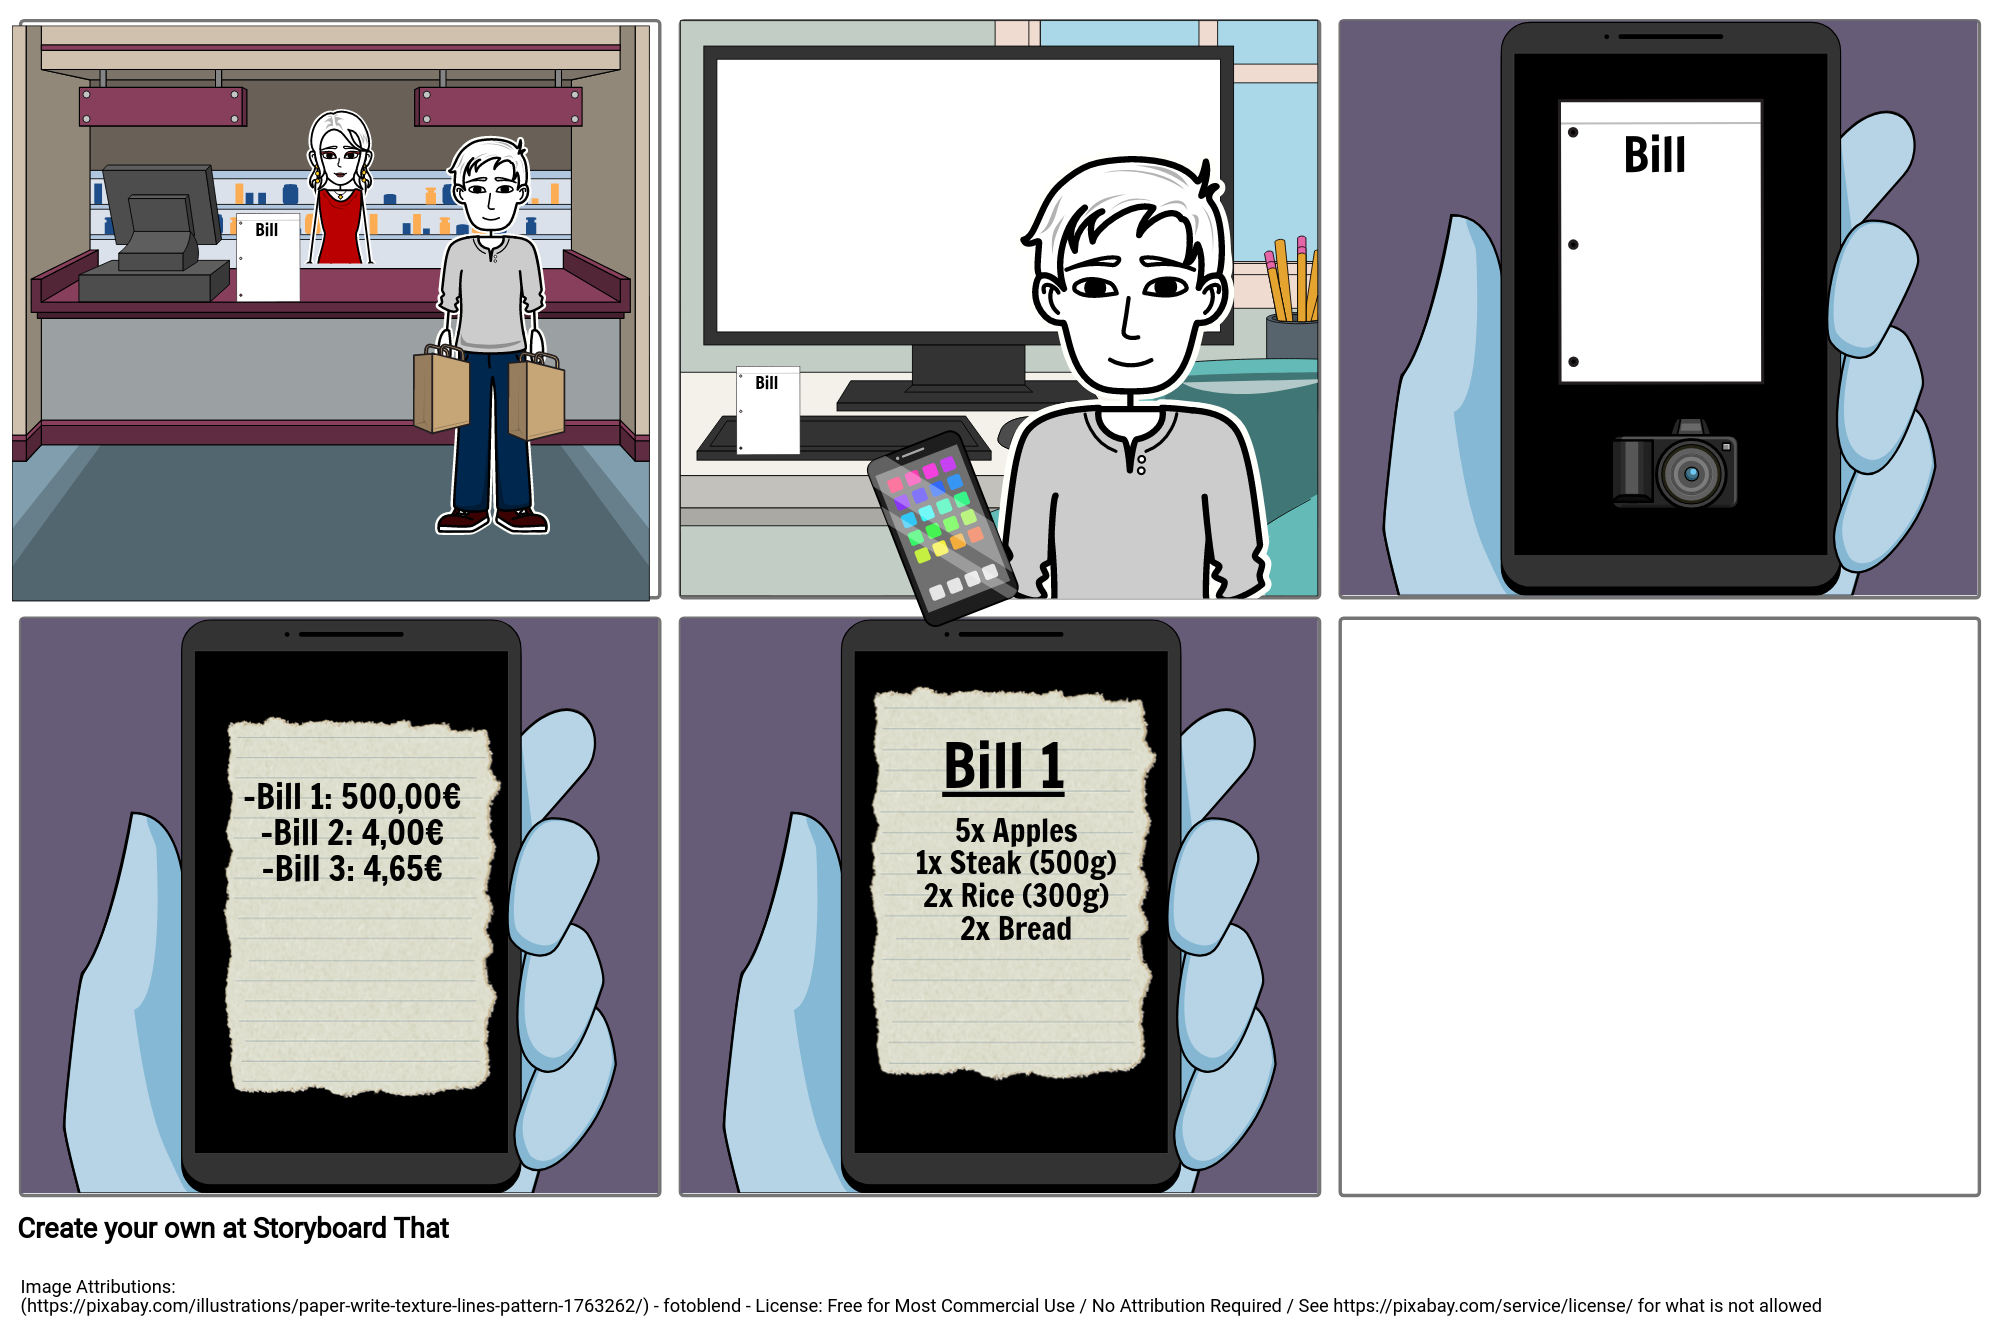 Bill
Bill
Bill
-Bill 1: 500,00€
-Bill 2: 4,00€
-Bill 3: 4,65€
Bill 1
5x Apples
1x Steak (500g)
2x Rice (300g)
2x Bread
Create your own at Storyboard That
Image Attributions:
(https://pixabay.com/illustrations/paper-write-texture-lines-pattern-1763262/) - fotoblend - License: Free for Most Commercial Use / No Attribution Required / See https://pixabay.com/service/license/ for what is not allowed